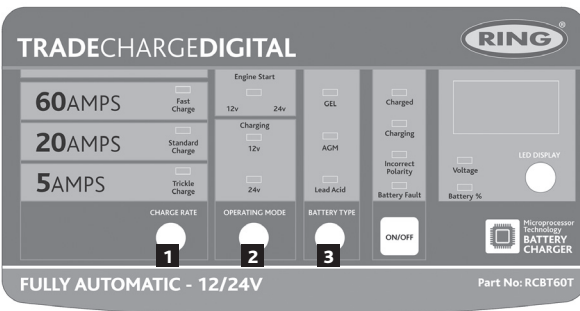 TRADECHARGEDIGITAL
RING®
60AMPS
Fast
Charge
20AMPS
Standard
Charge
5AMPS
Trickle
Charge
CHARGE RATE
1
Engine Start
12v 24v
Charging
12v
24v
OPERATING MODE
2
GEL
AGM
Lead Acid
BATTERY TYPE
3
Charged
Charging
Incorrect
Polarity
Battery Fault
ON/OFF
LED DISPLAY
Voltage
Battery %
Microprocessor
Technology
BATTERY
CHARGER
FULLY AUTOMATIC - 12/24V
Part No: RCBT60T